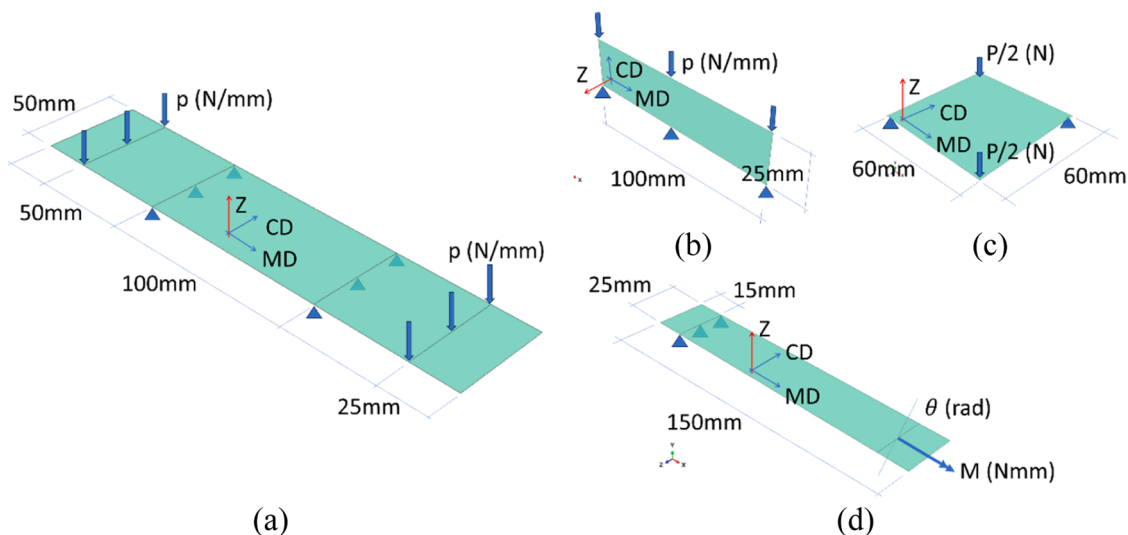 50mm
p (N/mm)
50mm
Z
CD
MD
100mm
p (N/mm)
25mm
(a)
p (N/mm)
CD
Z
MD
100mm
25mm
x
(b)
P/2 (N)
Z
CD
MD
P/2 (N)
60mm
60mm
(c)
25mm
15mm
Z
CD
MD
150mm
θ (rad)
M (Nmm)
Y
Z
X
(d)